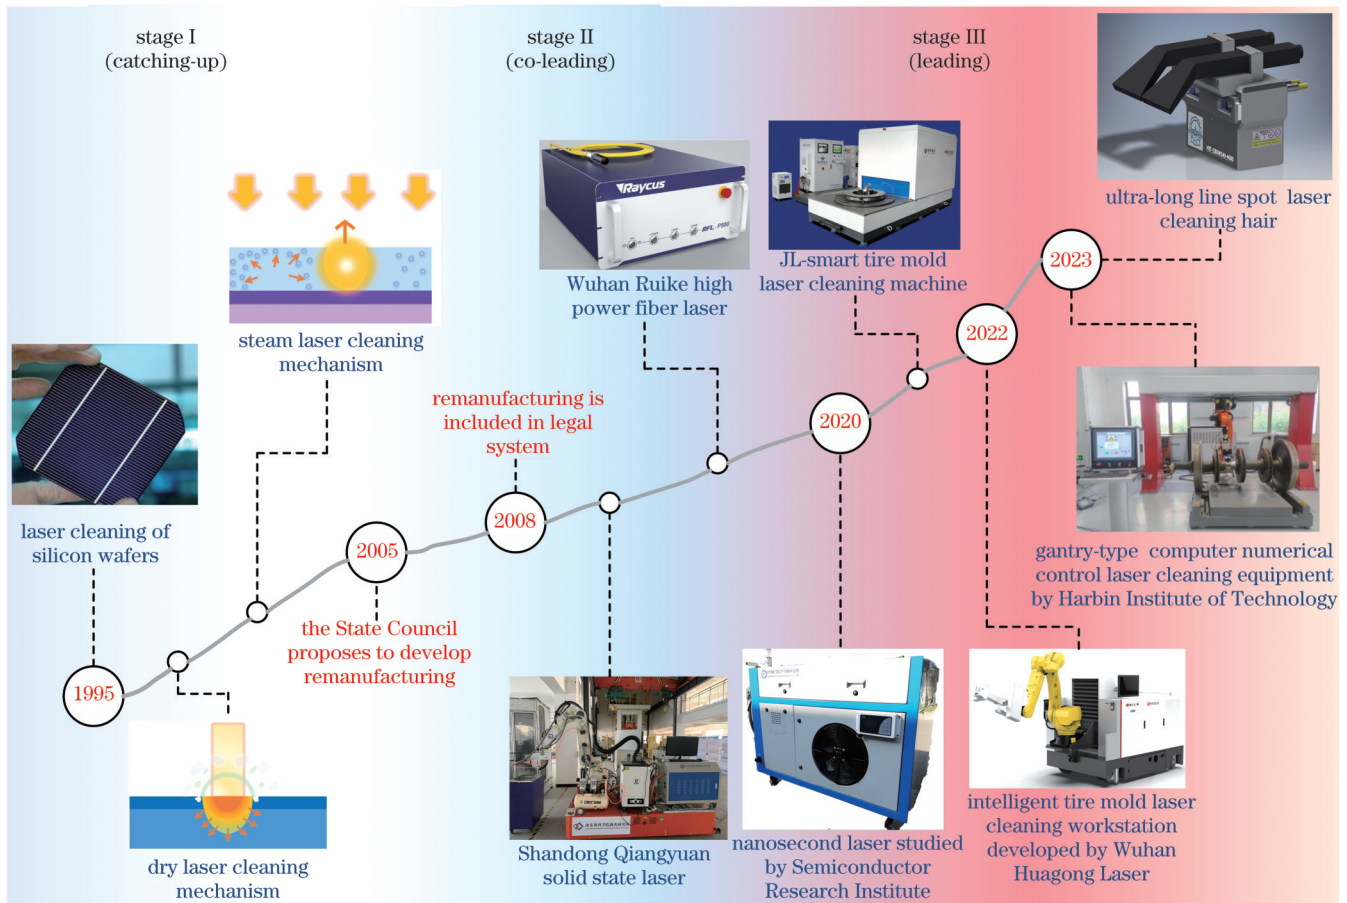 stage I
(catching-up)
stage II
(co-leading)
stage III
(leading)
ultra-long line spot laser
cleaning hair
Raycus
RFL-P500
Wuhan Ruike high
power fiber laser
JL-smart tire mold
laser cleaning machine
steam laser cleaning
mechanism
laser cleaning of
silicon wafers
remanufacturing is
included in legal
system
1995
2005
2008
2020
2022
2023
the State Council
proposes to develop
remanufacturing
gantry-type computer numerical
control laser cleaning equipment
by Harbin Institute of Technology
dry laser cleaning
mechanism
Shandong Qiangyuan
solid state laser
nanosecond laser studied
by Semiconductor
Research Institute
intelligent tire mold laser
cleaning workstation
developed by Wuhan
Huagong Laser